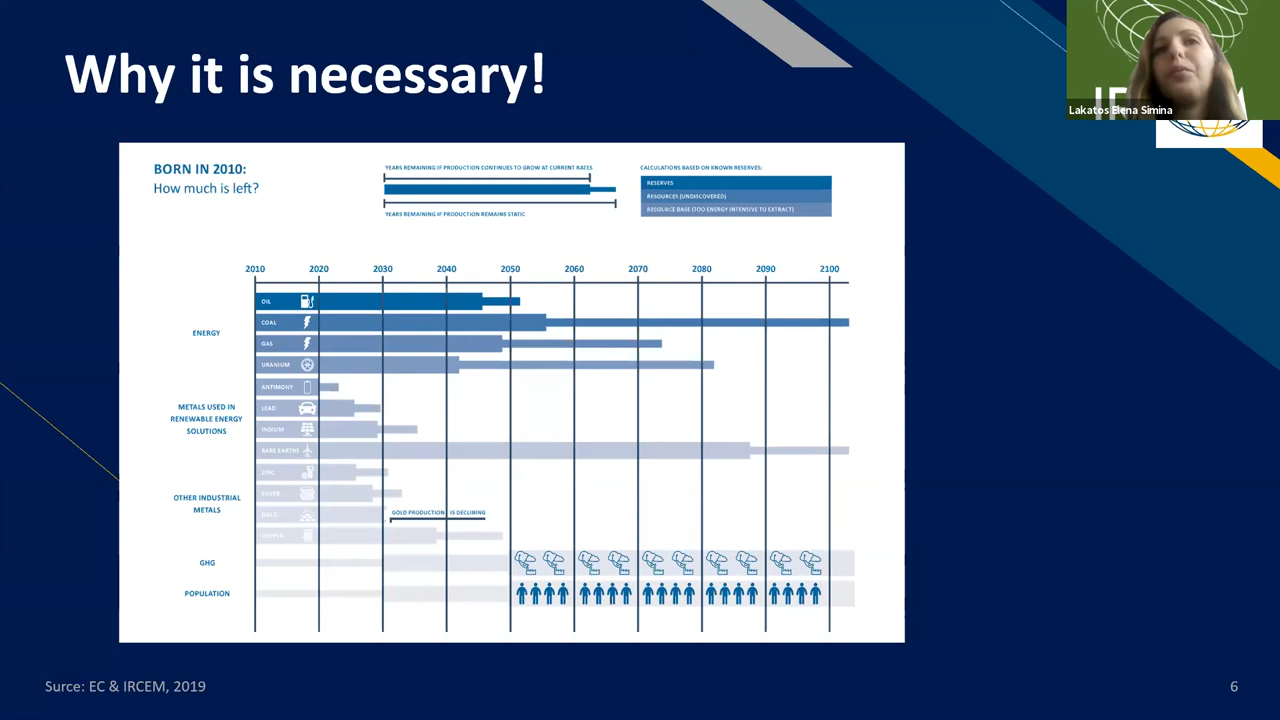 Why it is necessary!
Lakatos Elena Simina
BORN IN 2010:
How much is left?
YEARS REMAINING IF PRODUCTION CONTINUES TO GROW AT CURRENT RATES
YEARS REMAINING IF PRODUCTION REMAINS STATIC
CALCULATIONS BASED ON KNOWN RESERVES:
RESERVES
RESOURCES (UNDISCOVERED)
RESOURCE BASE (TOO ENERGY INTENSIVE TO EXTRACT)
2010 2020 2030 2040 2050 2060 2070 2080 2090 2100
ENERGY
OIL
COAL
GAS
URANIUM
METALS USED IN
RENEWABLE ENERGY
SOLUTIONS
ANTIMONY
LEAD
INDIUM
RARE EARTHS
OTHER INDUSTRIAL
METALS
ZINC
SILVER
GOLD
GOLD PRODUCTION IS DECLINING
COPPER
GHG
POPULATION
Surce: EC & IRCEM, 2019
6